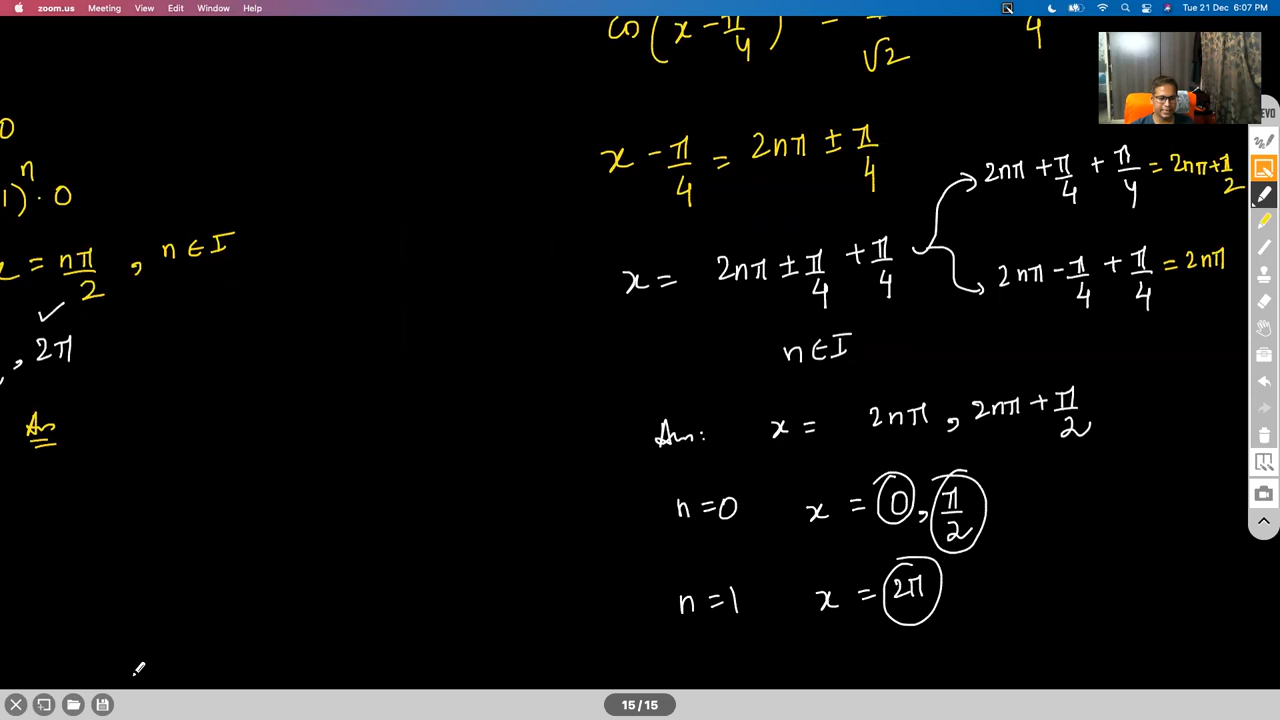 zoom.us Meeting View Edit Window Help Tue 21 Dec 6:07 PM
cos(x - π/4) = 1/√2
4
0
1)ⁿ · 0
x = nπ/2 , n ∈ I
, 2π
Ans
x - π/4 = 2nπ ± π/4
x = 2nπ ± π/4 + π/4
2nπ + π/4 + π/4 = 2nπ + π/2
2nπ - π/4 + π/4 = 2nπ
n ∈ I
Ans: x = 2nπ , 2nπ + π/2
n = 0 x = 0 , π/2
n = 1 x = 2π
15 / 15